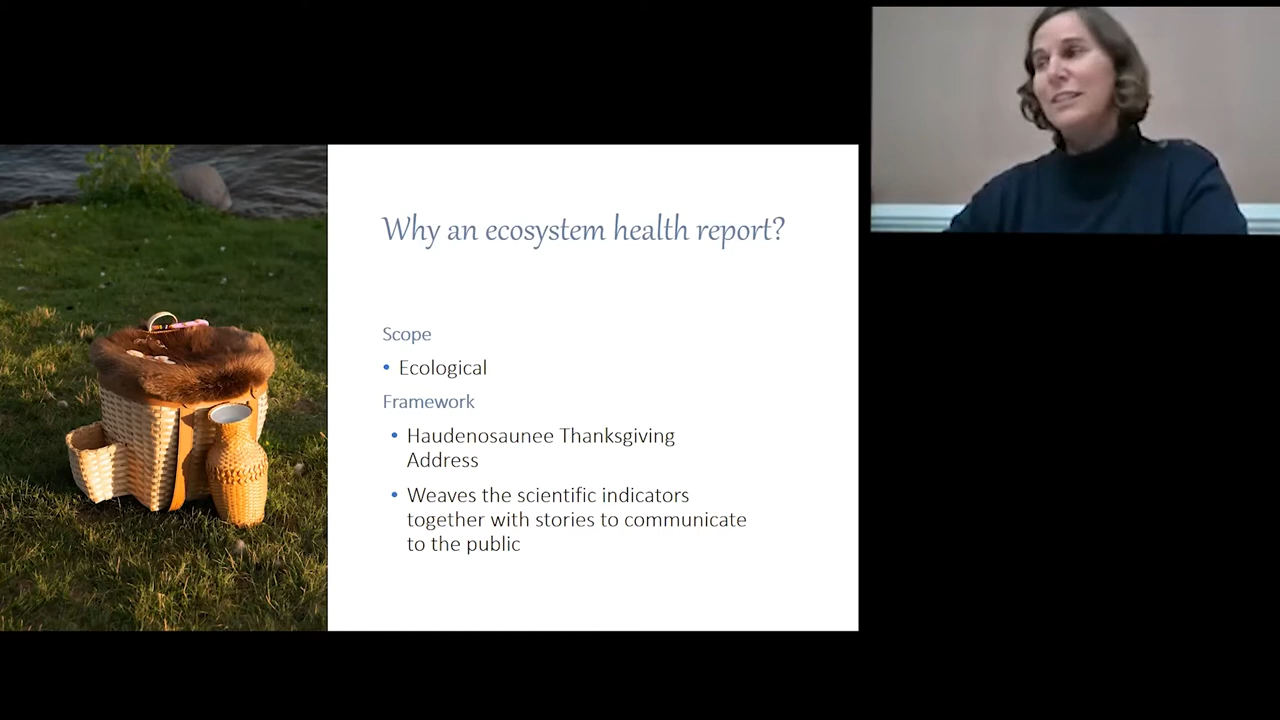 Why an ecosystem health report?
Scope
• Ecological
Framework
• Haudenosaunee Thanksgiving
Address
• Weaves the scientific indicators
together with stories to communicate
to the public